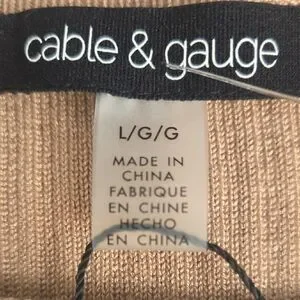 cable & gauge
L/G/G
MADE IN
CHINA
FABRIQUE
EN CHINE
HECHO
EN CHINA